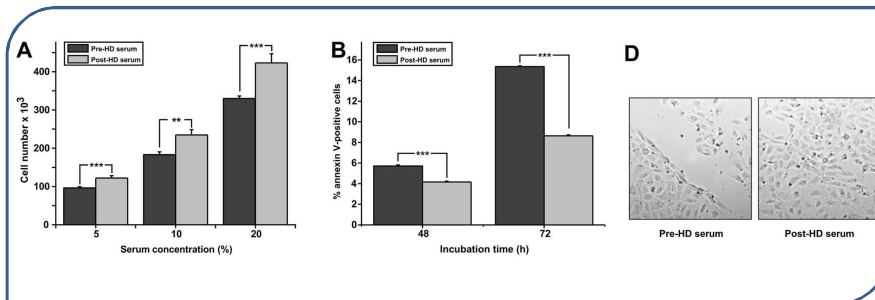 A
Pre-HD serum
Post-HD serum
Cell number x 10³
400
300
200
100
0
***
**
***
5 10 20
Serum concentration (%)
B
Pre-HD serum
Post-HD serum
% annexin V-positive cells
16
14
12
10
8
6
4
2
0
***
***
48 72
Incubation time (h)
D
Pre-HD serum Post-HD serum